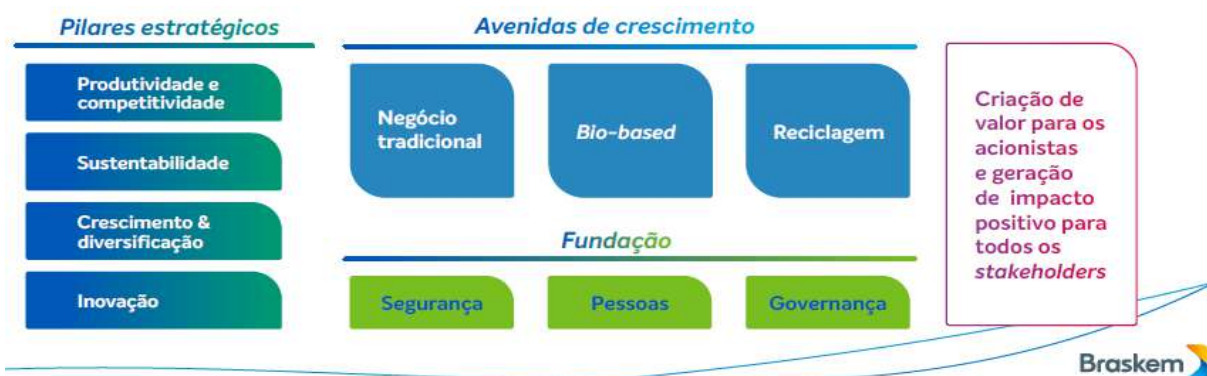 Pilares estratégicos
Produtividade e
competitividade
Sustentabilidade
Crescimento &
diversificação
Inovação
Avenidas de crescimento
Negócio
tradicional
Bio-based
Reciclagem
Fundação
Segurança
Pessoas
Governança
Criação de
valor para os
acionistas
e geração
de impacto
positivo para
todos os
stakeholders
Braskem